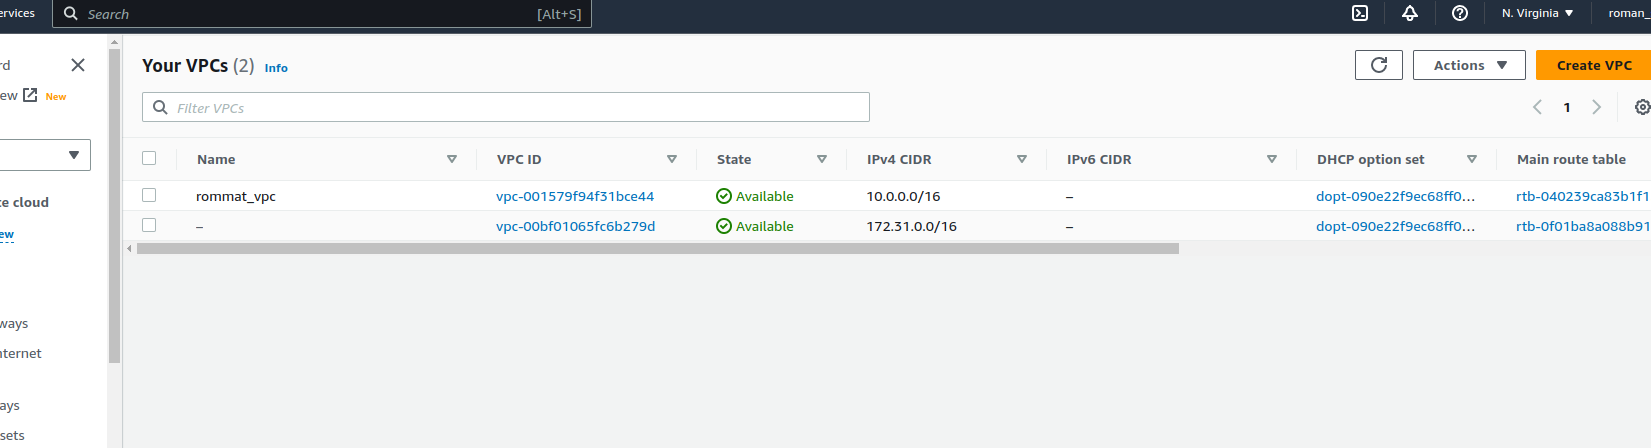 ervices Search [Alt+S] N. Virginia roman_
rd
ew New
te cloud
ew
ways
nternet
ays
sets
Your VPCs (2) Info Actions Create VPC
Filter VPCs 1
Name VPC ID State IPv4 CIDR IPv6 CIDR DHCP option set Main route table
rommat_vpc vpc-001579f94f31bce44 Available 10.0.0.0/16 – dopt-090e22f9ec68ff0... rtb-040239ca83b1f1
– vpc-00bf01065fc6b279d Available 172.31.0.0/16 – dopt-090e22f9ec68ff0... rtb-0f01ba8a088b91